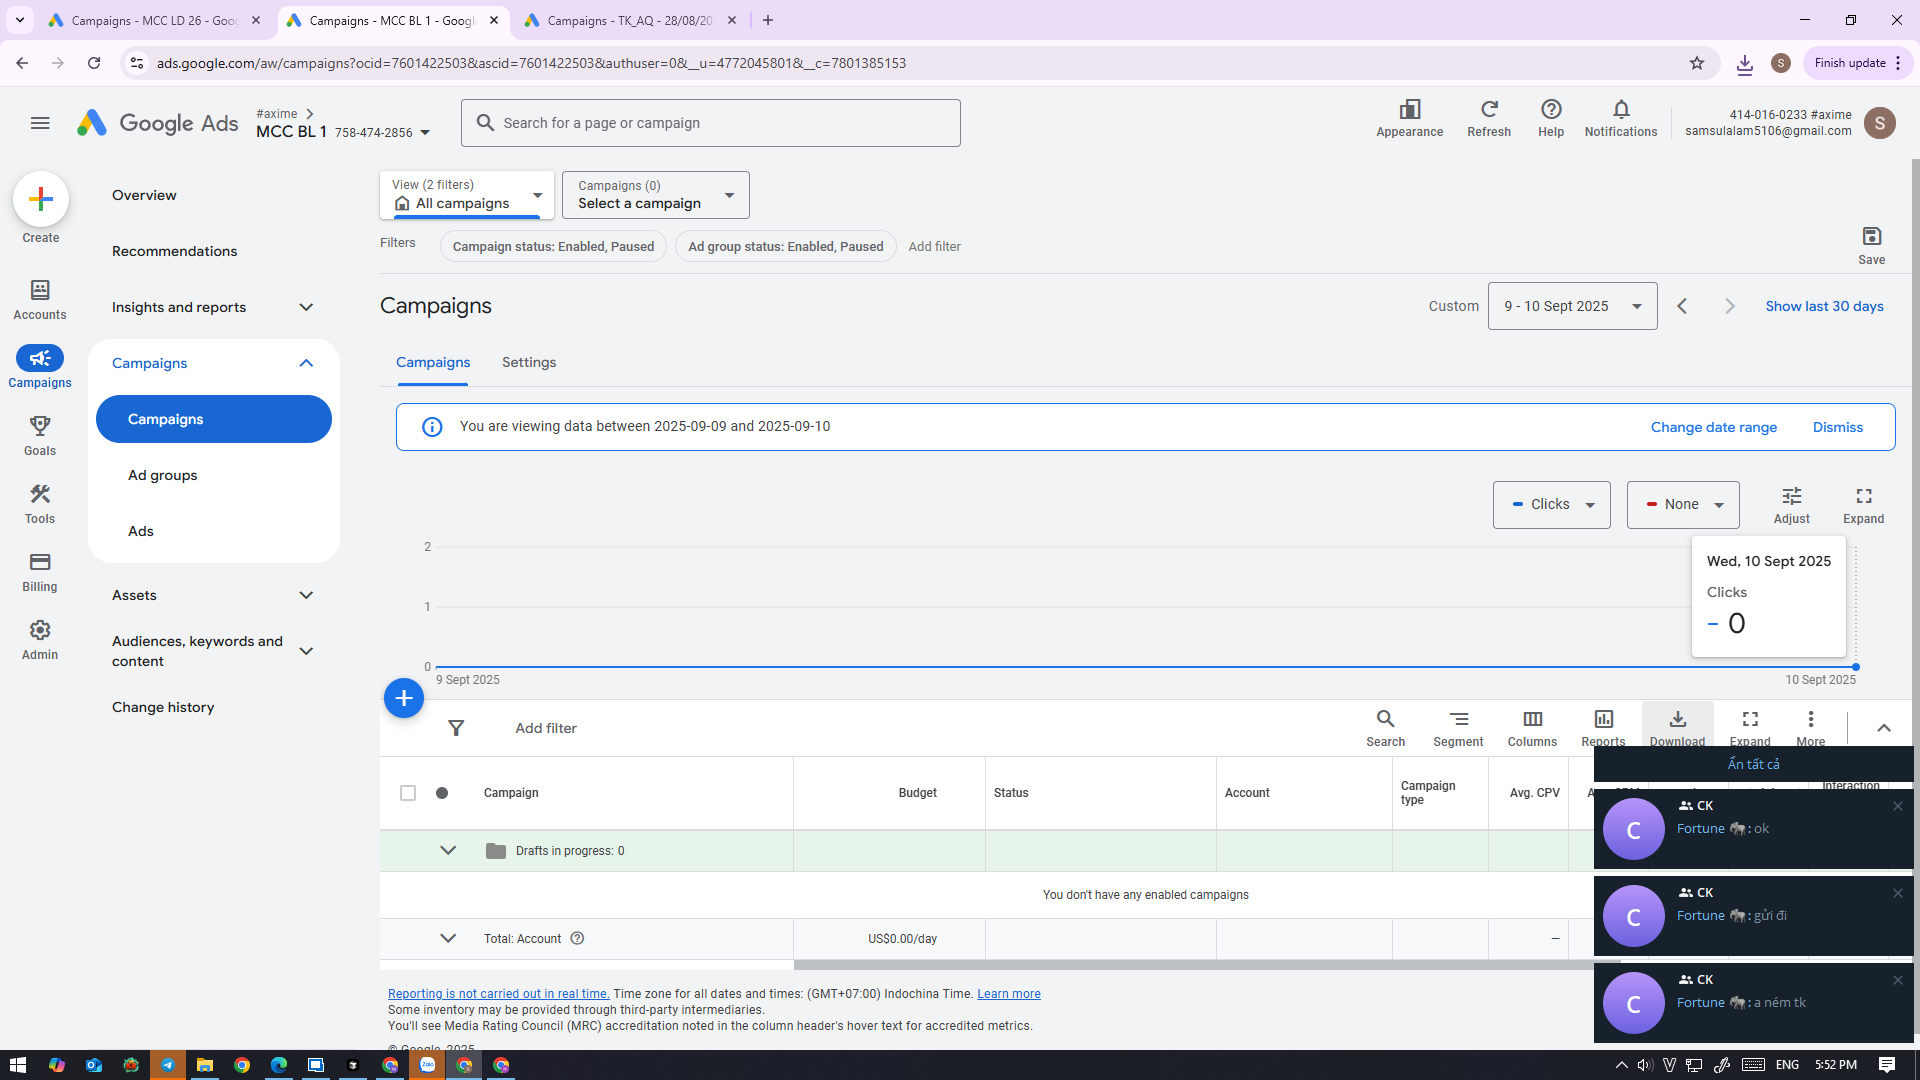 Campaigns - MCC LD 26 - Goog
Campaigns - MCC BL 1 - Googl
Campaigns - TK_AQ - 28/08/20
ads.google.com/aw/campaigns?ocid=7601422503&ascid=7601422503&authuser=0&__u=4772045801&__c=7801385153
S
Finish update
Google Ads
#axime
MCC BL 1 758-474-2856
Search for a page or campaign
Appearance
Refresh
Help
Notifications
414-016-0233 #axime
samsulalam5106@gmail.com
S
Create
Accounts
Campaigns
Goals
Tools
Billing
Admin
Overview
Recommendations
Insights and reports
Campaigns
Campaigns
Ad groups
Ads
Assets
Audiences, keywords and
content
Change history
View (2 filters)
All campaigns
Campaigns (0)
Select a campaign
Filters
Campaign status: Enabled, Paused
Ad group status: Enabled, Paused
Add filter
Save
Campaigns
Custom
9 - 10 Sept 2025
Show last 30 days
Campaigns
Settings
You are viewing data between 2025-09-09 and 2025-09-10
Change date range
Dismiss
Clicks
None
Adjust
Expand
2
1
0
9 Sept 2025
10 Sept 2025
Wed, 10 Sept 2025
Clicks
0
Add filter
Search
Segment
Columns
Reports
Download
Expand
More
Campaign
Budget
Status
Account
Campaign
type
Avg. CPV
Interaction
Drafts in progress: 0
You don't have any enabled campaigns
Total: Account
US$0.00/day
—
Reporting is not carried out in real time. Time zone for all dates and times: (GMT+07:00) Indochina Time. Learn more
Some inventory may be provided through third-party intermediaries.
You'll see Media Rating Council (MRC) accreditation noted in the column header's hover text for accredited metrics.
© Google, 2025
Ẩn tất cả
C
CK
Fortune 🐘: ok
C
CK
Fortune 🐘: gửi đi
C
CK
Fortune 🐘: a ném tk
Zalo
ENG
5:52 PM